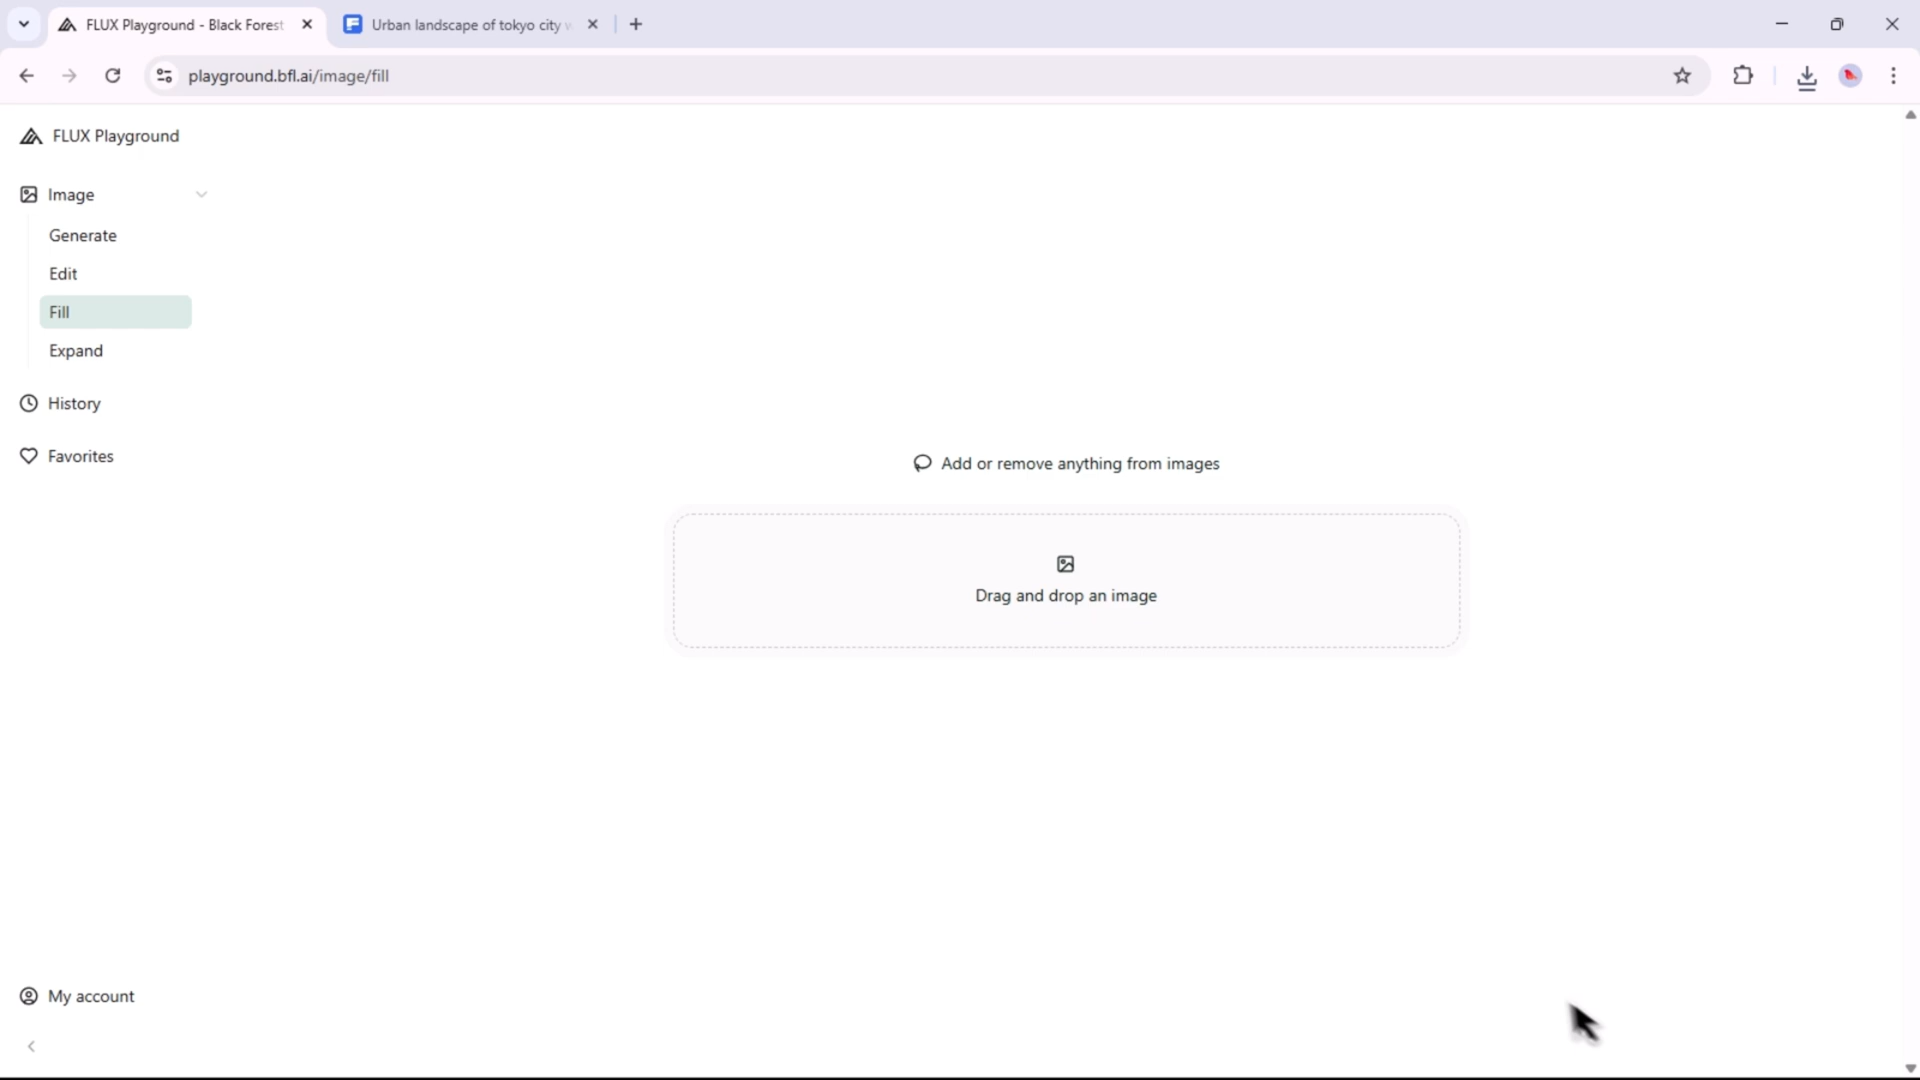 FLUX Playground - Black Forest
Urban landscape of tokyo city
playground.bfl.ai/image/fill
FLUX Playground
Image
Generate
Edit
Fill
Expand
History
Favorites
Add or remove anything from images
Drag and drop an image
My account